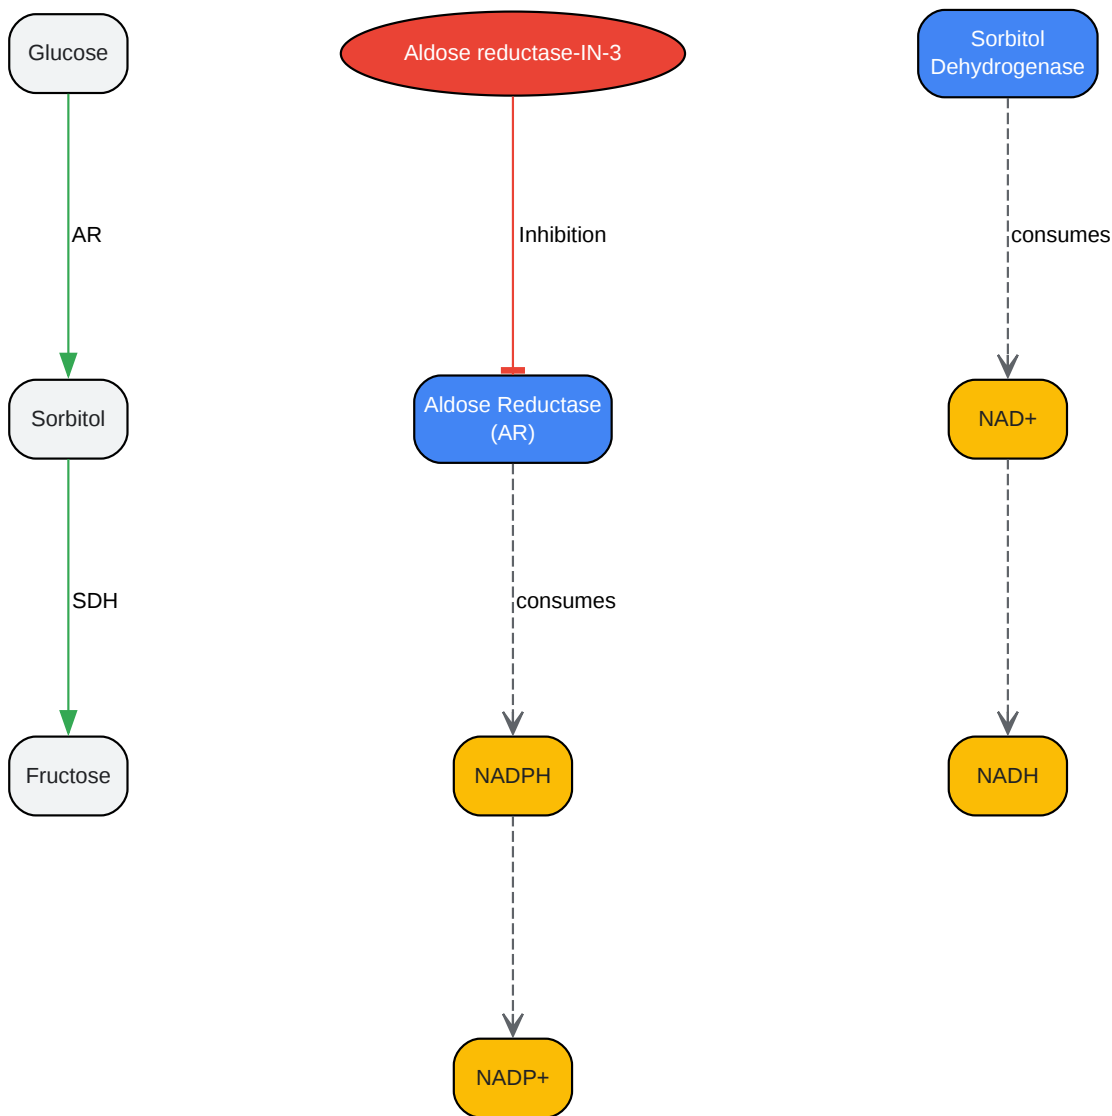 Glucose
Aldose reductase-IN-3
Sorbitol
Dehydrogenase
AR
Inhibition
consumes
Sorbitol
Aldose Reductase
(AR)
NAD+
SDH
consumes
Fructose
NADPH
NADH
NADP+